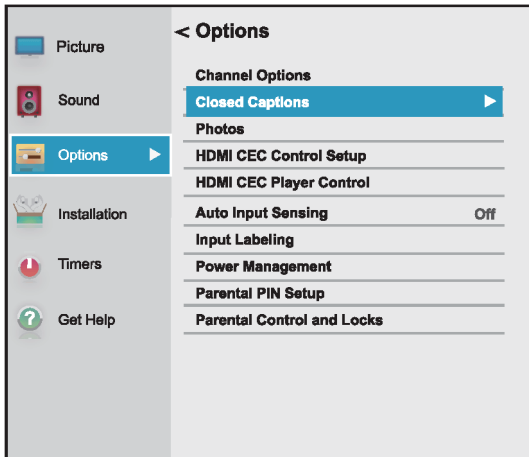 Picture
Sound
Options
Installation
Timers
Get Help
< Options
Channel Options
Closed Captions
Photos
HDMI CEC Control Setup
HDMI CEC Player Control
Auto Input Sensing Off
Input Labeling
Power Management
Parental PIN Setup
Parental Control and Locks